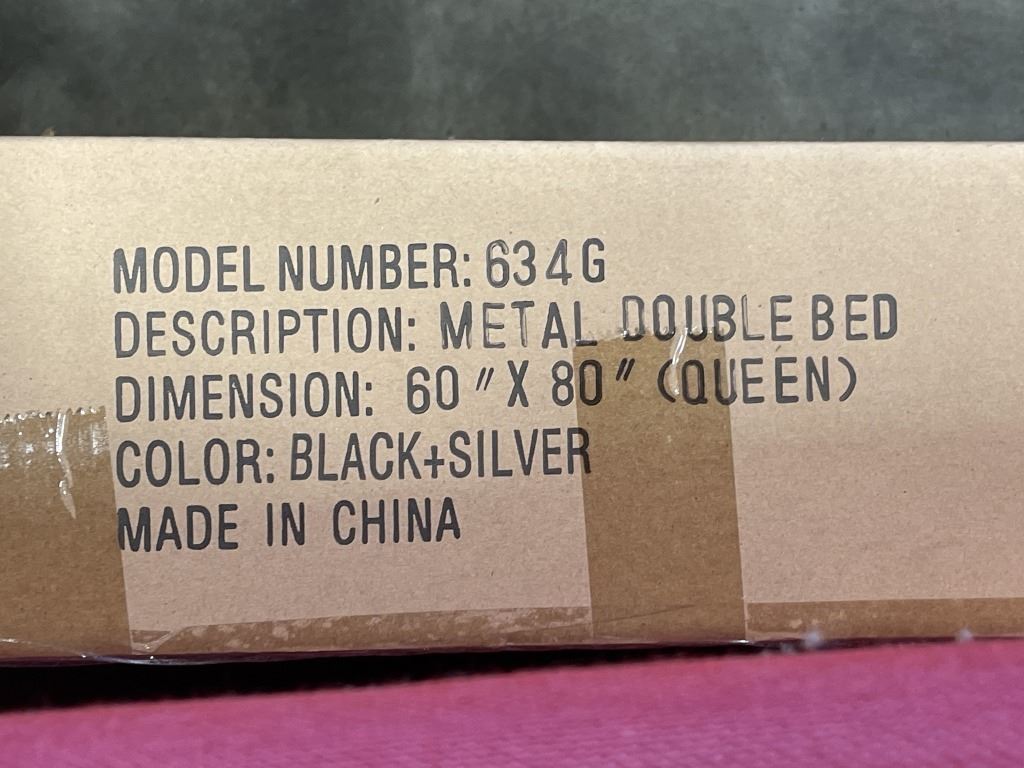 MODEL NUMBER: 634G
DESCRIPTION: METAL DOUBLE BED
DIMENSION: 60" X 80" (QUEEN)
COLOR: BLACK+SILVER
MADE IN CHINA